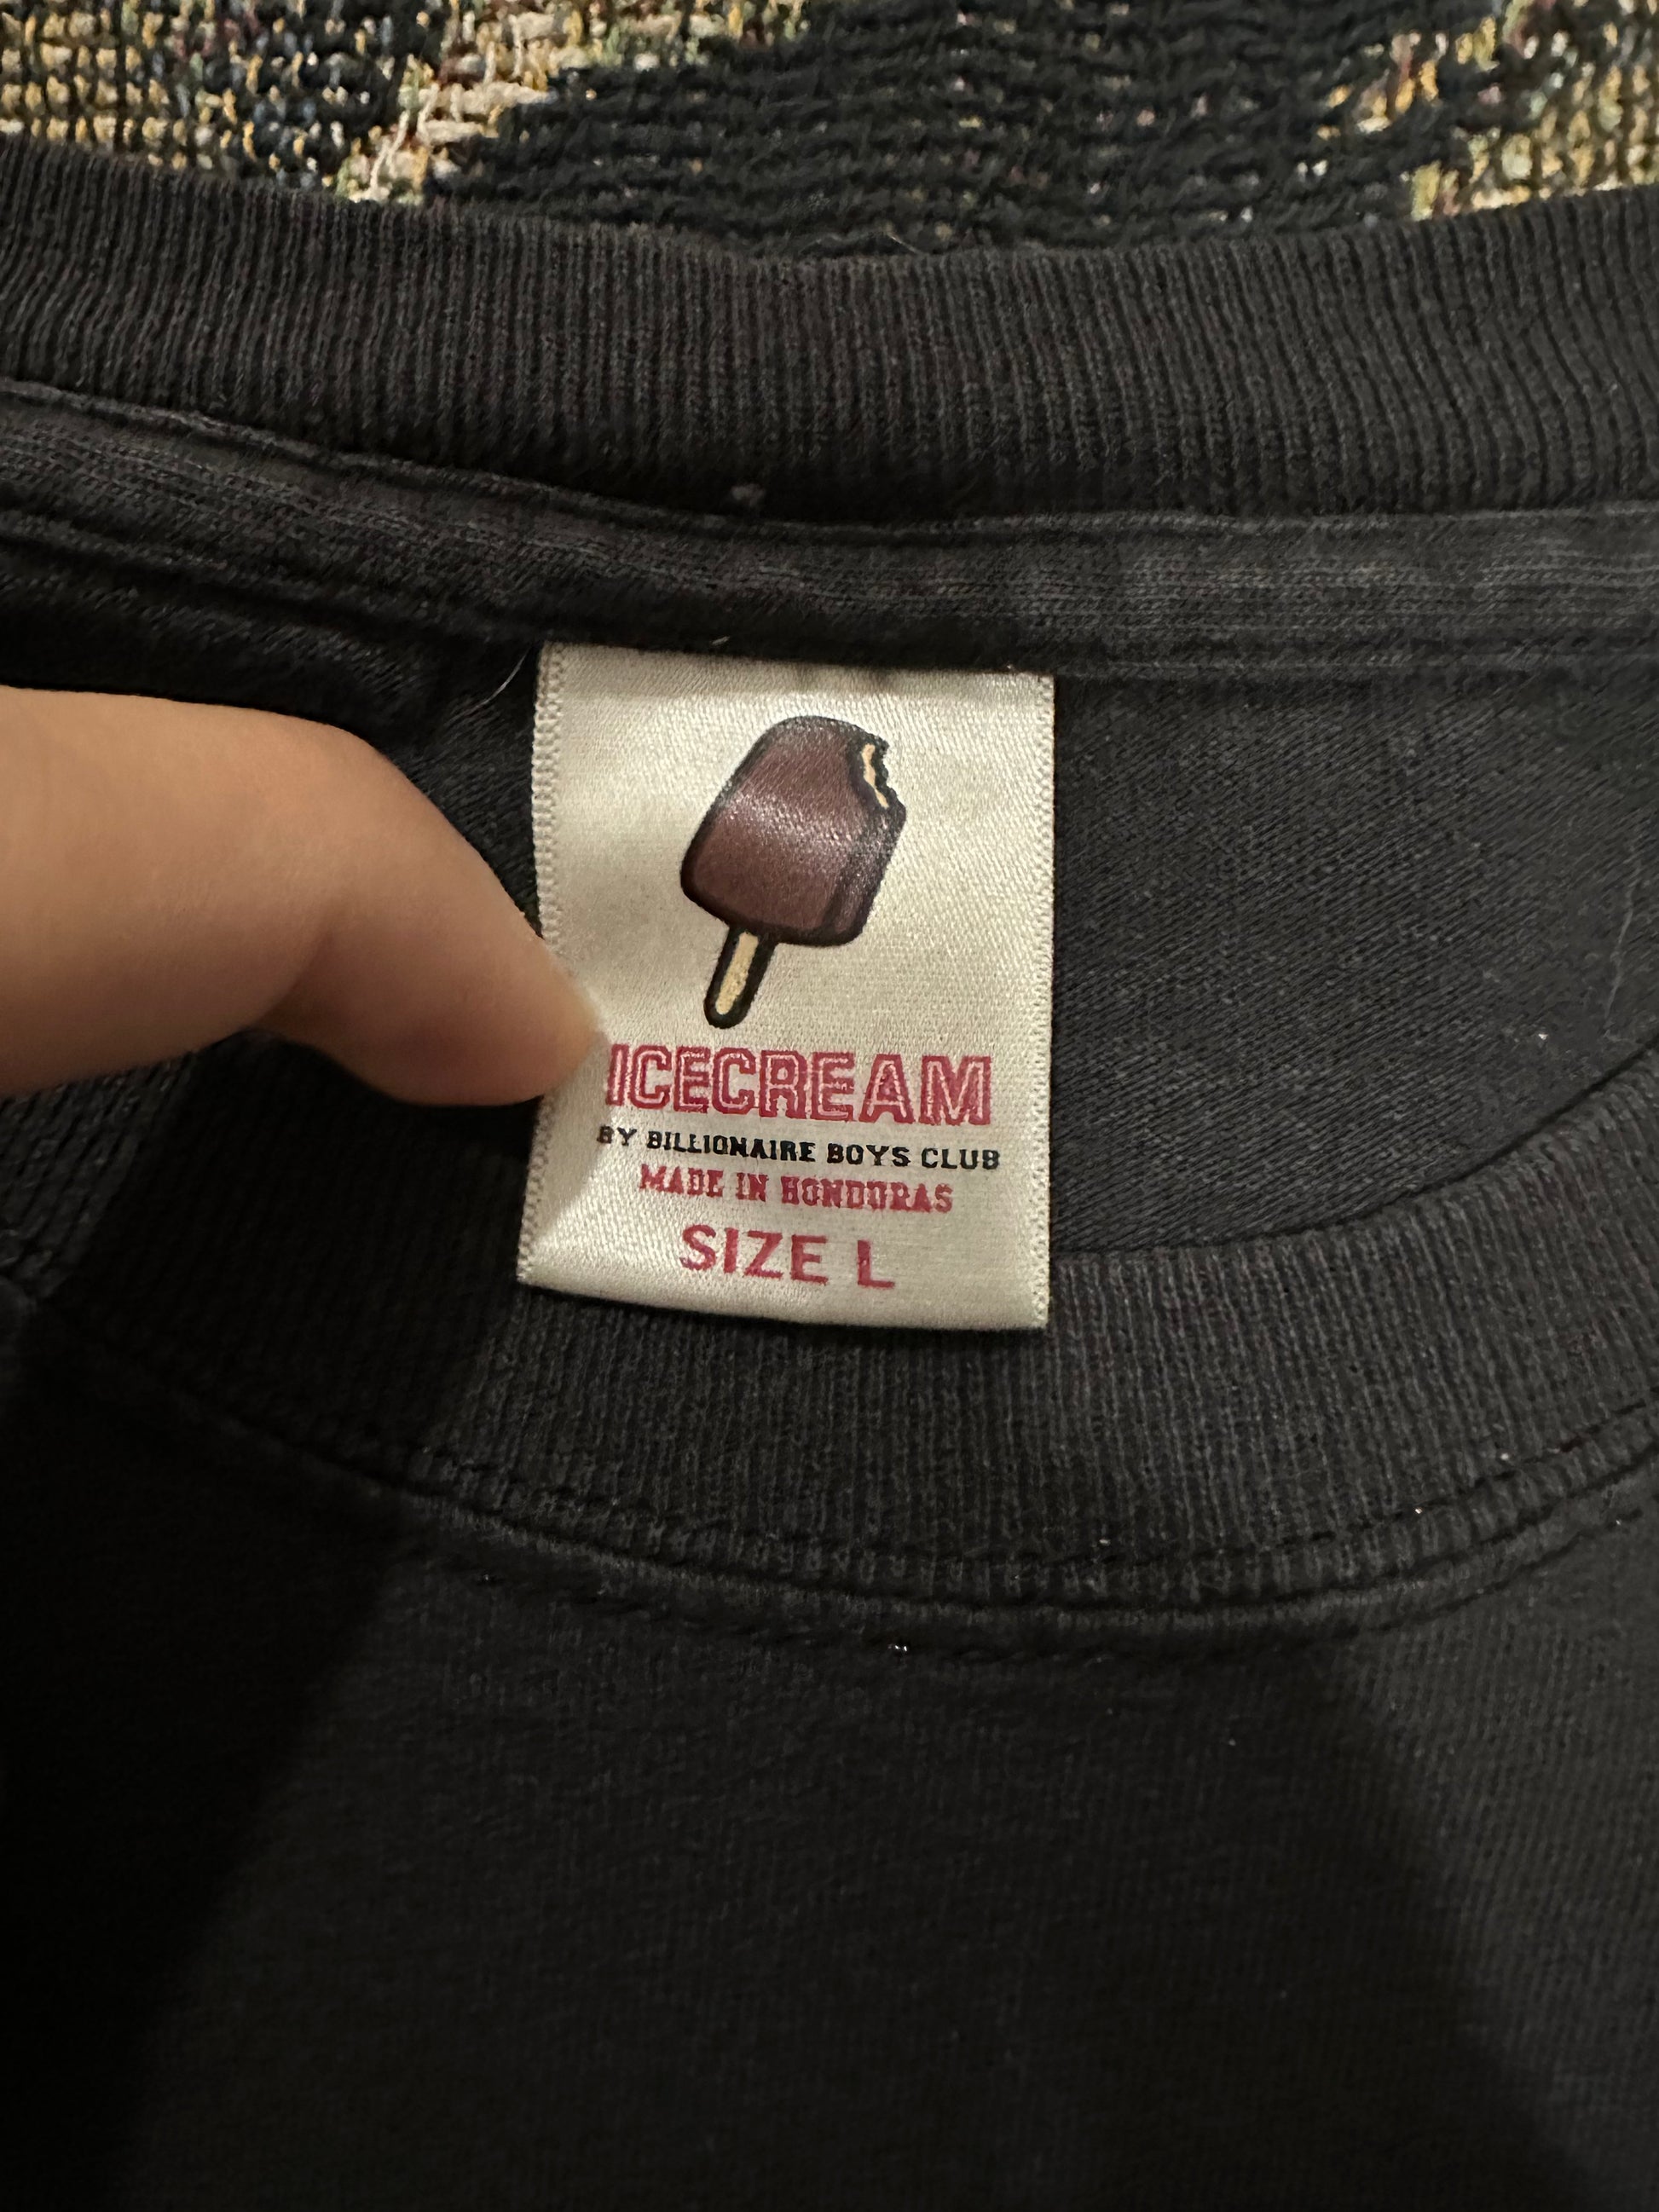 ICECREAM
BY BILLIONAIRE BOYS CLUB
MADE IN HONDURAS
SIZE L